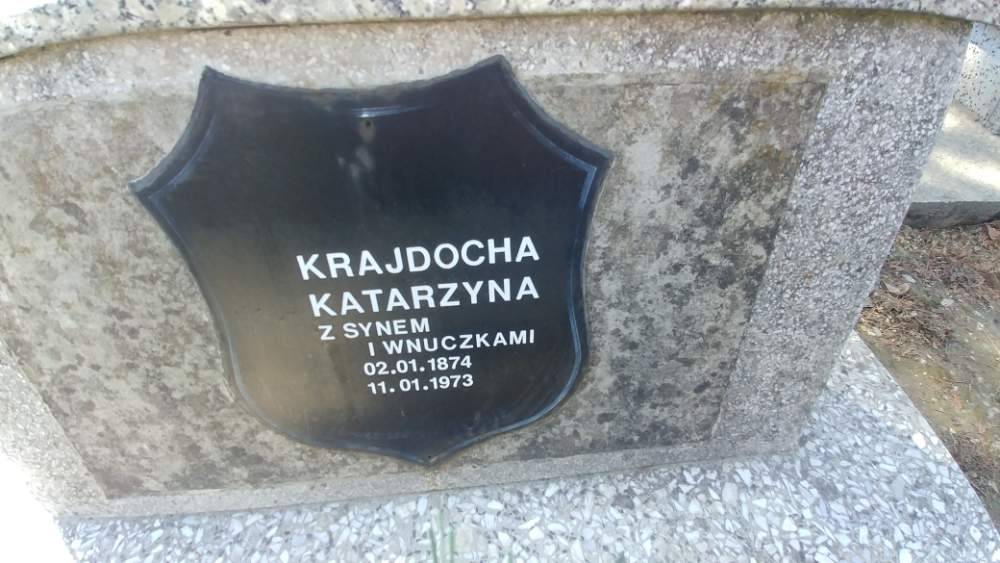 KRAJDOCHA
KATARZYNA
Z SYNEM
I WNUCZKAMI
02.01.1874
11.01.1973